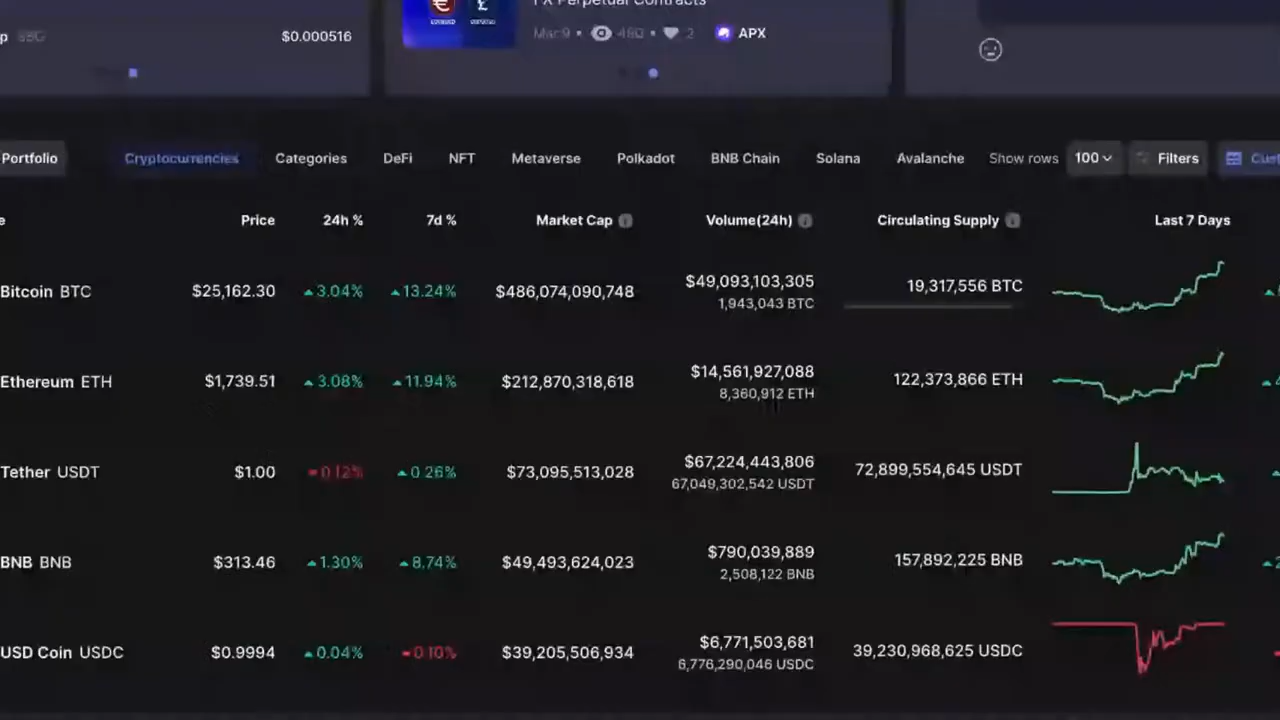 $0.000516
Mar 9 • 480 • 2 APX
Portfolio Cryptocurrencies Categories DeFi NFT Metaverse Polkadot BNB Chain Solana Avalanche Show rows 100 Filters
Price 24h % 7d % Market Cap Volume(24h) Circulating Supply Last 7 Days
Bitcoin BTC $25,162.30 3.04% 13.24% $486,074,090,748 $49,093,103,305 19,317,556 BTC
1,943,043 BTC
Ethereum ETH $1,739.51 3.08% 11.94% $212,870,318,618 $14,561,927,088 122,373,866 ETH
8,360,912 ETH
Tether USDT $1.00 0.12% 0.26% $73,095,513,028 $67,224,443,806 72,899,554,645 USDT
67,049,302,542 USDT
BNB BNB $313.46 1.30% 8.74% $49,493,624,023 $790,039,889 157,892,225 BNB
2,508,122 BNB
USD Coin USDC $0.9994 0.04% 0.10% $39,205,506,934 $6,771,503,681 39,230,968,625 USDC
6,776,290,046 USDC